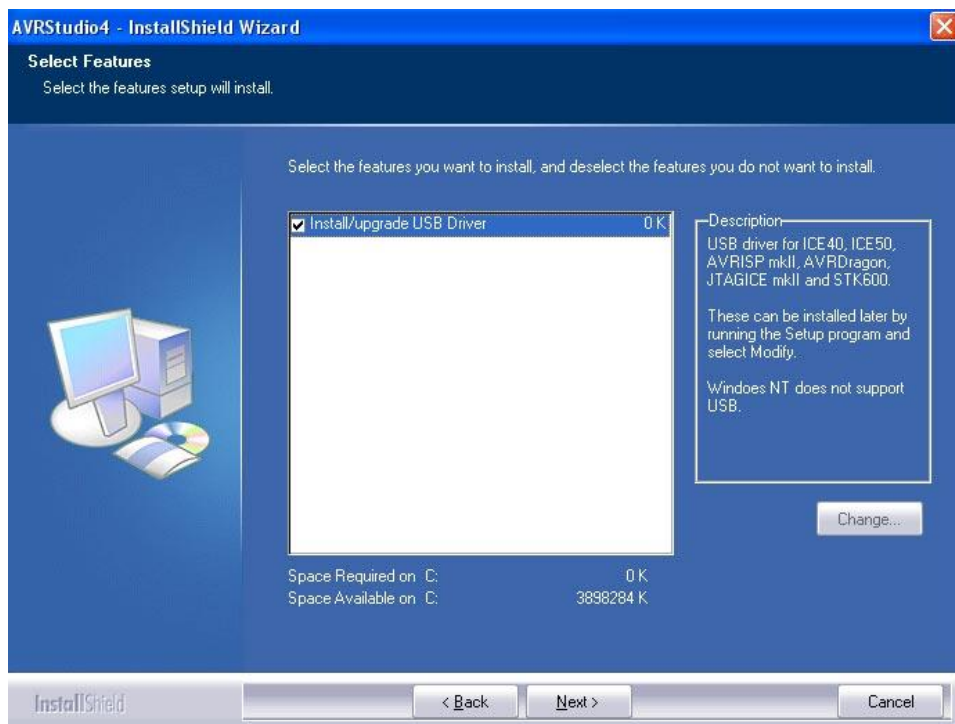 AVRStudio4 - InstallShield Wizard
Select Features
Select the features setup will install.
Select the features you want to install, and deselect the features you do not want to install.
Install/upgrade USB Driver 0 K
Description
USB driver for ICE40, ICE50,
AVRISP mkII, AVRDragon,
JTAGICE mkII and STK600.
These can be installed later by
running the Setup program and
select Modify.
Windoes NT does not support
USB.
Change...
Space Required on C: 0 K
Space Available on C: 3898284 K
InstallShield
< Back
Next >
Cancel